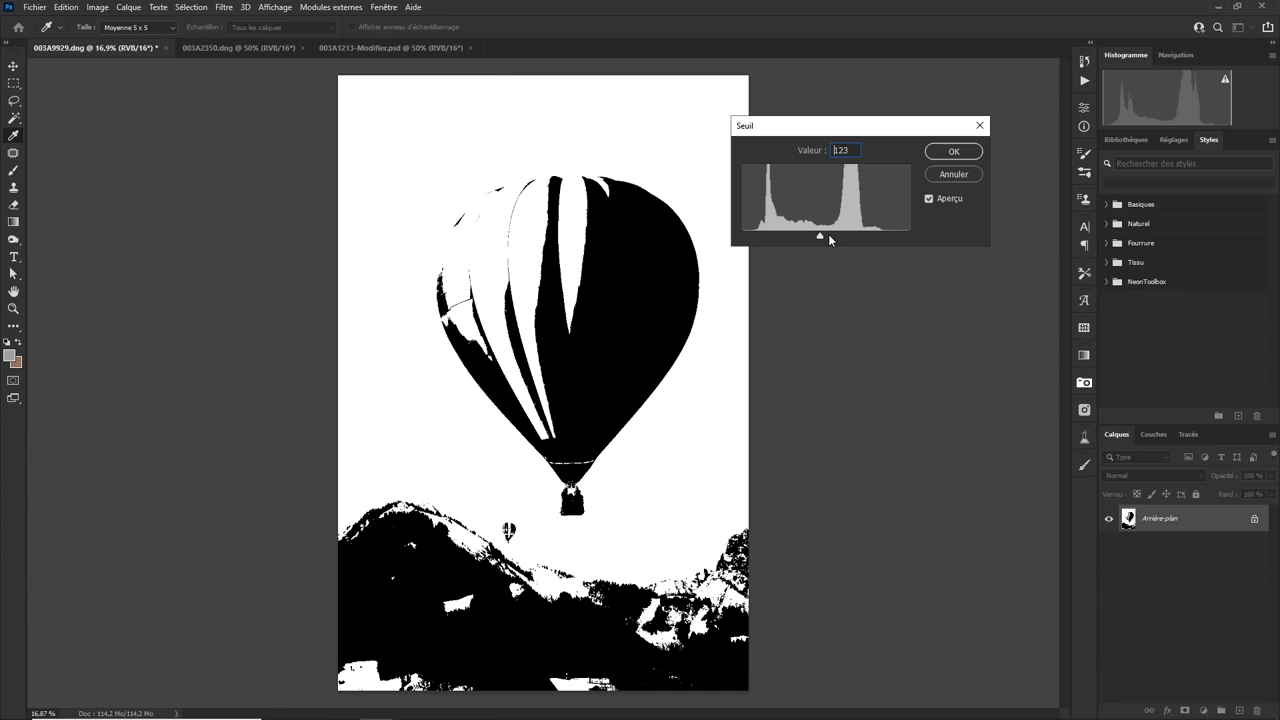 Ps Fichier Edition Image Calque Texte Sélection Filtre 3D Affichage Modules externes Fenêtre Aide
Taille : Moyenne 5 x 5 Echantillon : Tous les calques Afficher anneau d'échantillonnage
003A9929.dng @ 16,9% (RVB/16*) * × 003A2350.dng @ 50% (RVB/16*) × 003A1213-Modifier.psd @ 50% (RVB/16*) ×
Histogramme Navigation
Seuil
Valeur : 123
OK
Annuler
Aperçu
Bibliothèques Réglages Styles
Rechercher des styles
Basiques
Naturel
Fourrure
Tissu
NeonToolbox
Calques Couches Tracés
Type
Normal Opacité : 100 %
Verrou : Fond : 100 %
Arrière-plan
16,87 % Doc : 114,2 Mo/114,2 Mo